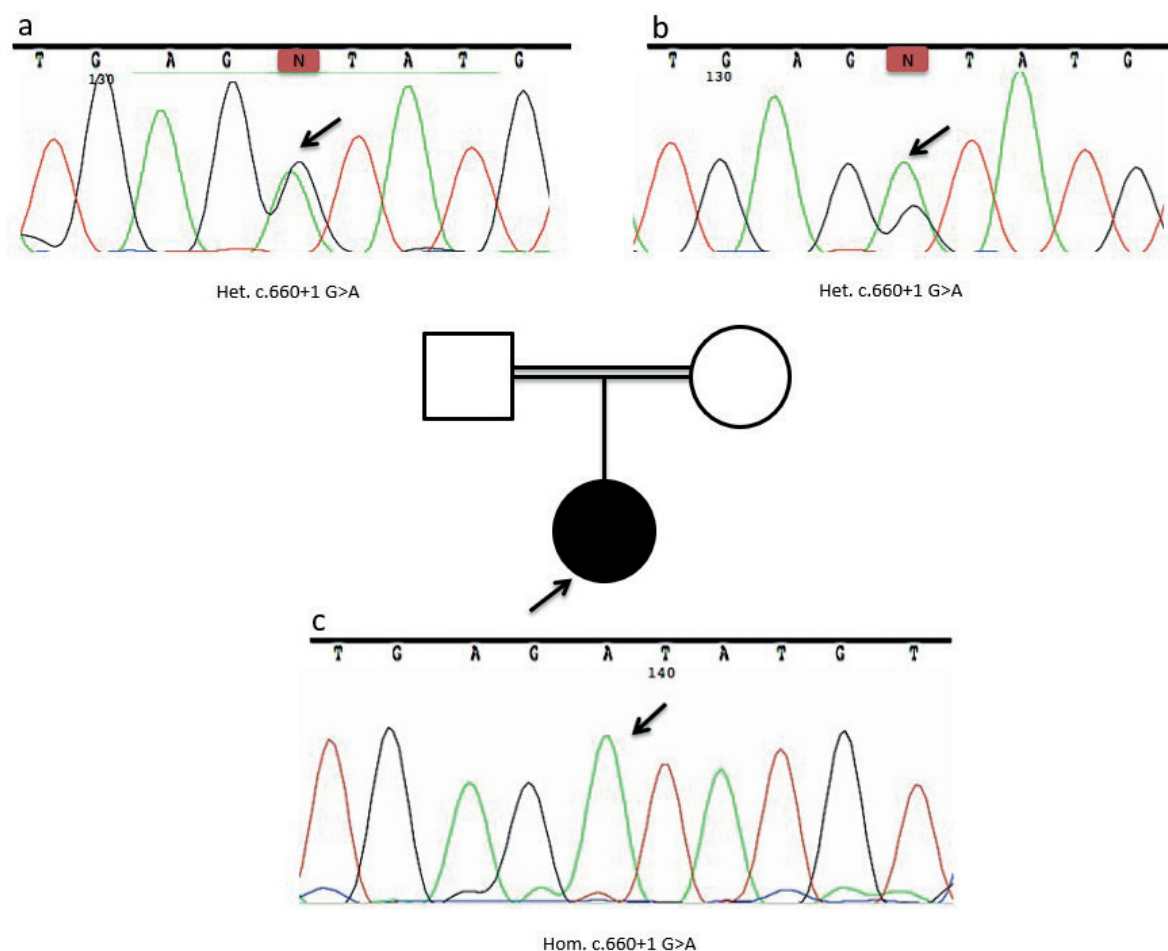 a
T G A G N T A T G
130
Het. c.660+1 G>A
b
T G A G N T A T G
130
Het. c.660+1 G>A
c
T G A G A T A T G T
140
Hom. c.660+1 G>A